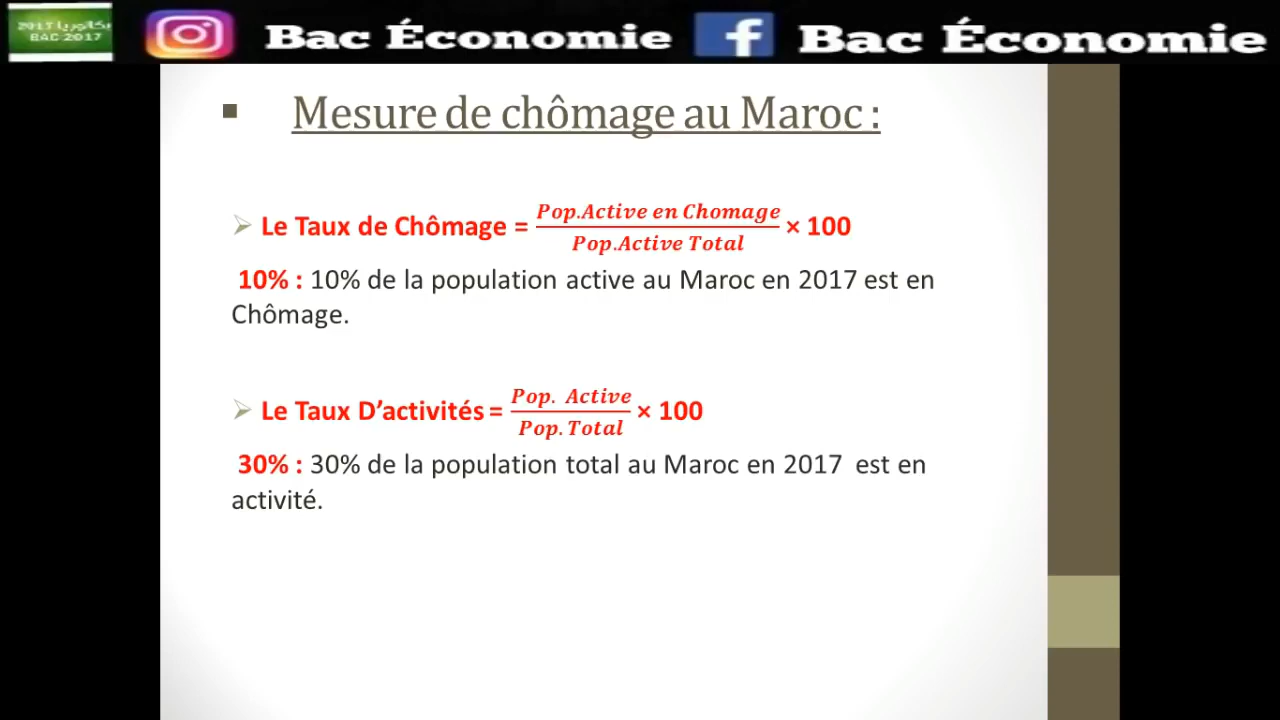 بكالوريا 2017
BAC 2017
Bac Économie
Bac Économie
Mesure de chômage au Maroc :
Le Taux de Chômage = Pop.Active en Chomage / Pop.Active Total × 100
10% : 10% de la population active au Maroc en 2017 est en
Chômage.
Le Taux D’activités = Pop. Active / Pop. Total × 100
30% : 30% de la population total au Maroc en 2017 est en
activité.